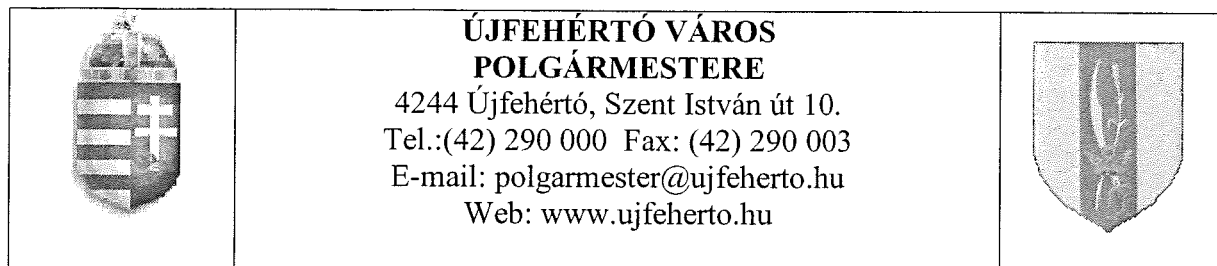 ÚJFEHÉRTÓ VÁROS
POLGÁRMESTERE
4244 Újfehértó, Szent István út 10.
Tel.:(42) 290 000 Fax: (42) 290 003
E-mail: polgarmester@ujfeherto.hu
Web: www.ujfeherto.hu